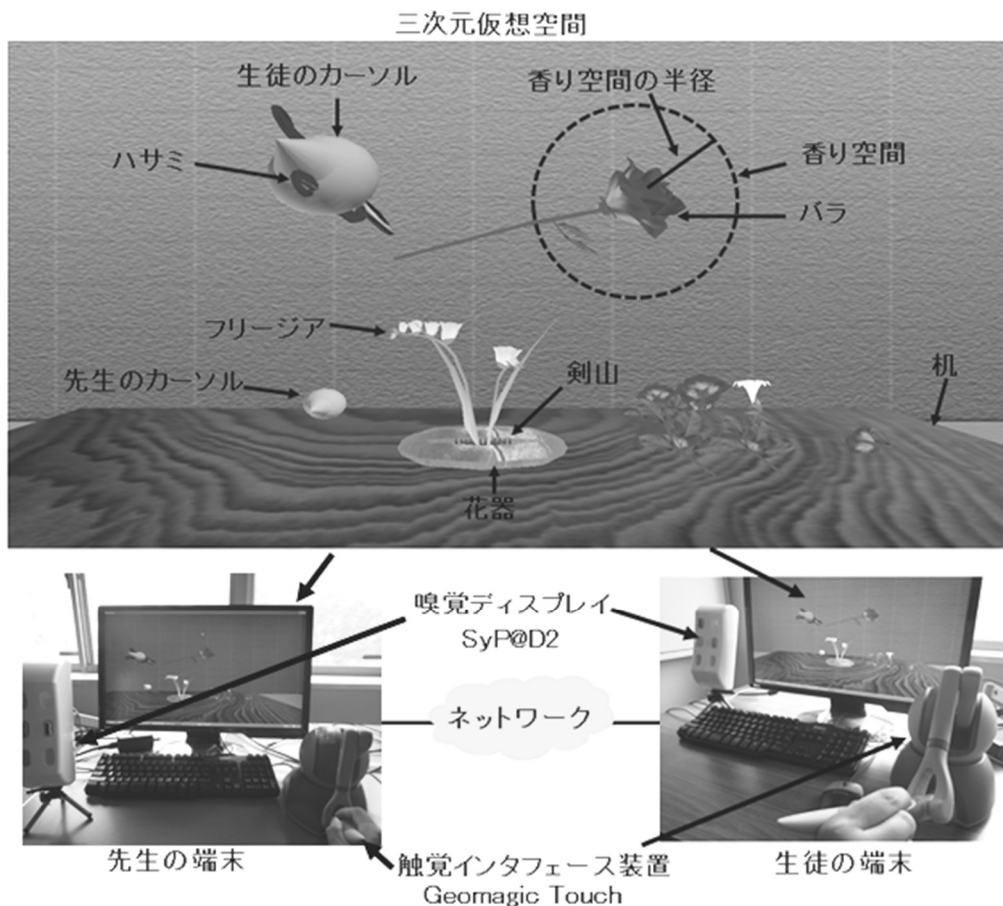 三次元仮想空間
生徒のカーソル
香り空間の半径
ハサミ
香り空間
バラ
フリージア
先生のカーソル
剣山
机
花器
嗅覚ディスプレイ
SyP@D2
ネットワーク
先生の端末
触覚インタフェース装置
Geomagic Touch
生徒の端末